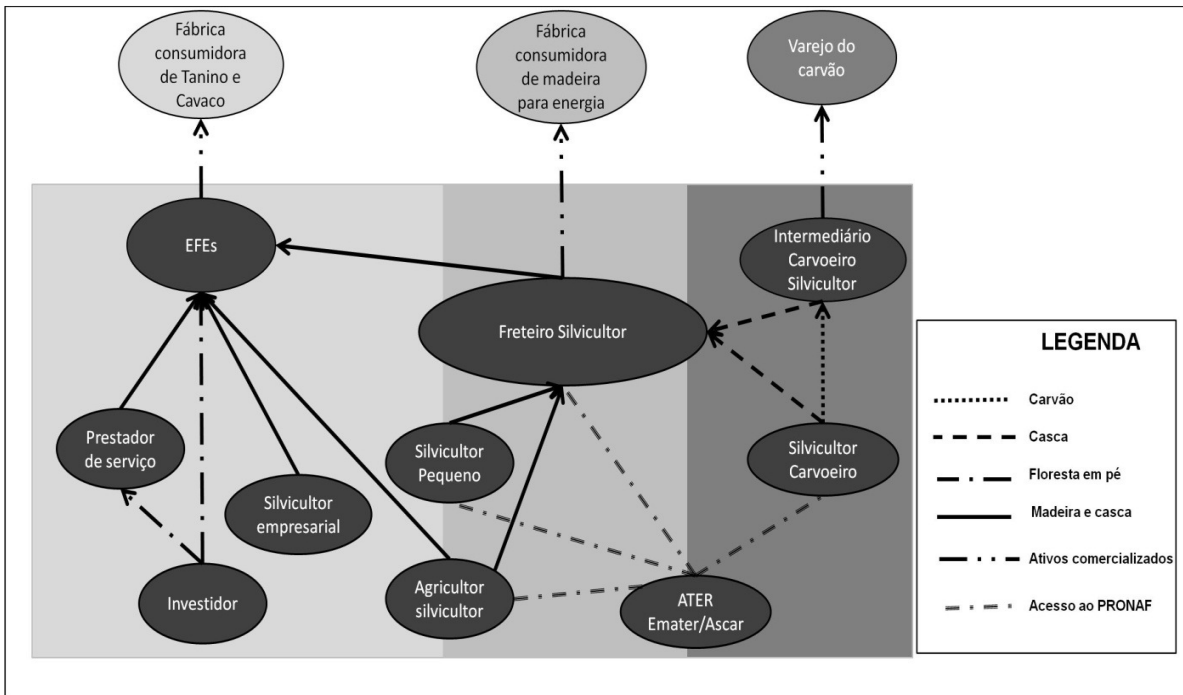 Fábrica
consumidora
de Tanino e
Cavaco
Fábrica
consumidora
de madeira
para energia
Varejo do
carvão
EFEs
Intermediário
Carvoeiro
Silvicultor
Freteiro Silvicultor
Prestador
de serviço
Silvicultor
empresarial
Silvicultor
Pequeno
Silvicultor
Carvoeiro
Investidor
Agricultor
silvicultor
ATER
Emater/Ascar
LEGENDA
Carvão
Casca
Floresta em pé
Madeira e casca
Ativos comercializados
Acesso ao PRONAF